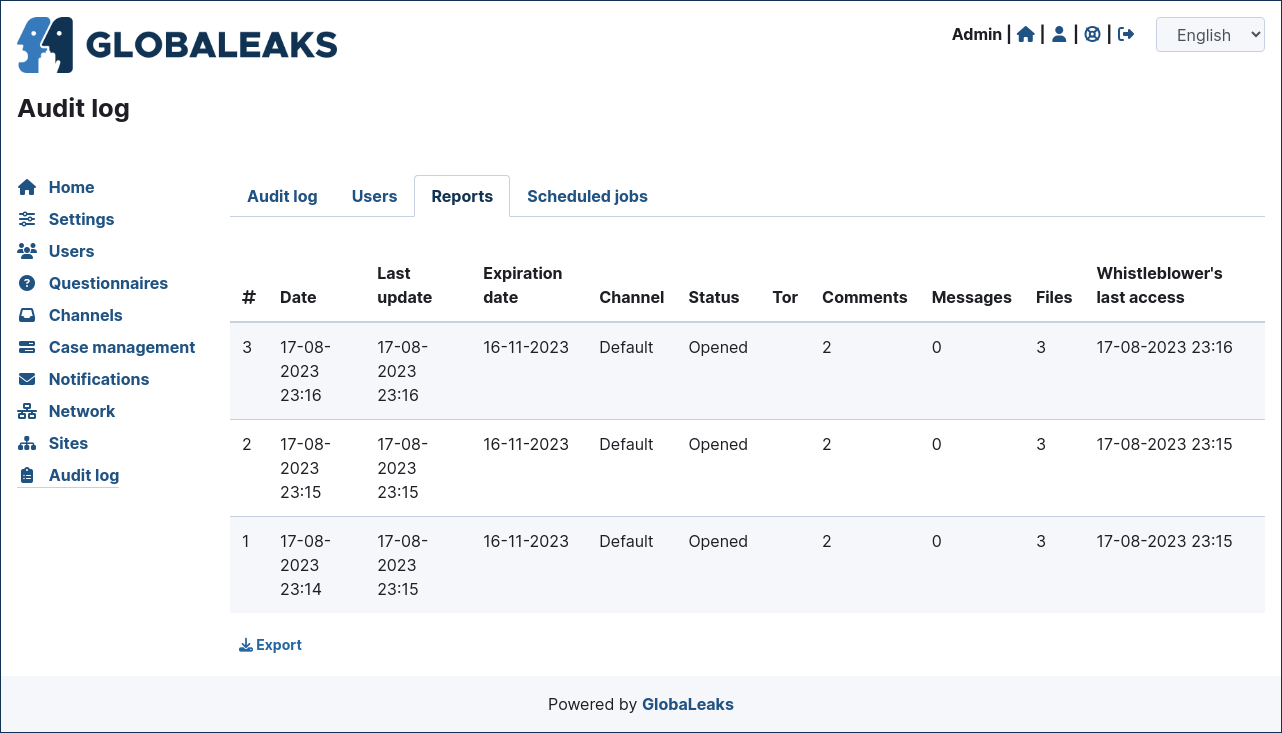 GLOBALEAKS
Admin | | | |
English
Audit log
Home
Settings
Users
Questionnaires
Channels
Case management
Notifications
Network
Sites
Audit log
Audit log Users Reports Scheduled jobs
# Date Last update Expiration date Channel Status Tor Comments Messages Files Whistleblower's last access
3 17-08-2023 23:16 17-08-2023 23:16 16-11-2023 Default Opened 2 0 3 17-08-2023 23:16
2 17-08-2023 23:15 17-08-2023 23:15 16-11-2023 Default Opened 2 0 3 17-08-2023 23:15
1 17-08-2023 23:14 17-08-2023 23:15 16-11-2023 Default Opened 2 0 3 17-08-2023 23:15
Export
Powered by GlobaLeaks